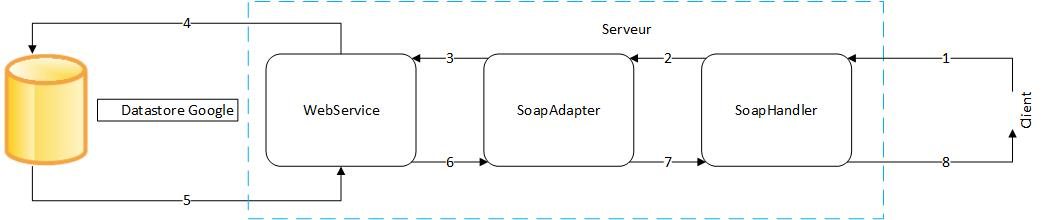 4
Serveur
3
2
1
Datastore Google
WebService
SoapAdapter
SoapHandler
Client
6
7
8
5